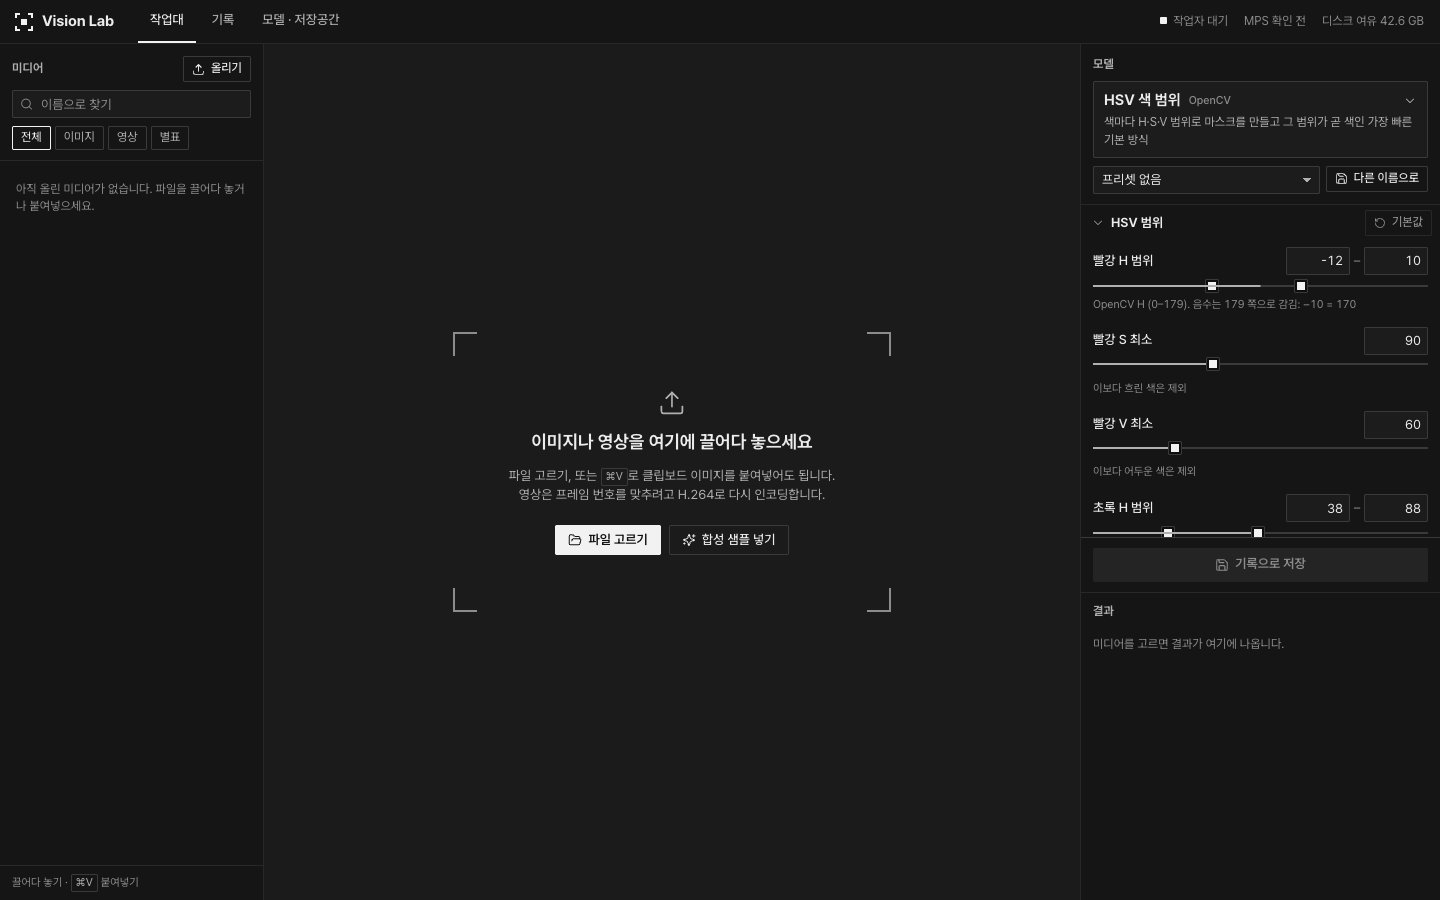 Vision Lab
작업대
기록
모델 · 저장공간
작업자 대기
MPS 확인 전
디스크 여유 42.6 GB
미디어
올리기
이름으로 찾기
전체
이미지
영상
별표
아직 올린 미디어가 없습니다. 파일을 끌어다 놓거
나 붙여넣으세요.
끌어다 놓기 · ⌘V 붙여넣기
이미지나 영상을 여기에 끌어다 놓으세요
파일 고르기, 또는 ⌘V로 클립보드 이미지를 붙여넣어도 됩니다.
영상은 프레임 번호를 맞추려고 H.264로 다시 인코딩합니다.
파일 고르기
합성 샘플 넣기
모델
HSV 색 범위 OpenCV
색마다 H·S·V 범위로 마스크를 만들고 그 범위가 곧 색인 가장 빠른
기본 방식
프리셋 없음
다른 이름으로
HSV 범위
기본값
빨강 H 범위
-12 – 10
OpenCV H (0–179). 음수는 179 쪽으로 감김: −10 = 170
빨강 S 최소
90
이보다 흐린 색은 제외
빨강 V 최소
60
이보다 어두운 색은 제외
초록 H 범위
38 – 88
기록으로 저장
결과
미디어를 고르면 결과가 여기에 나옵니다.